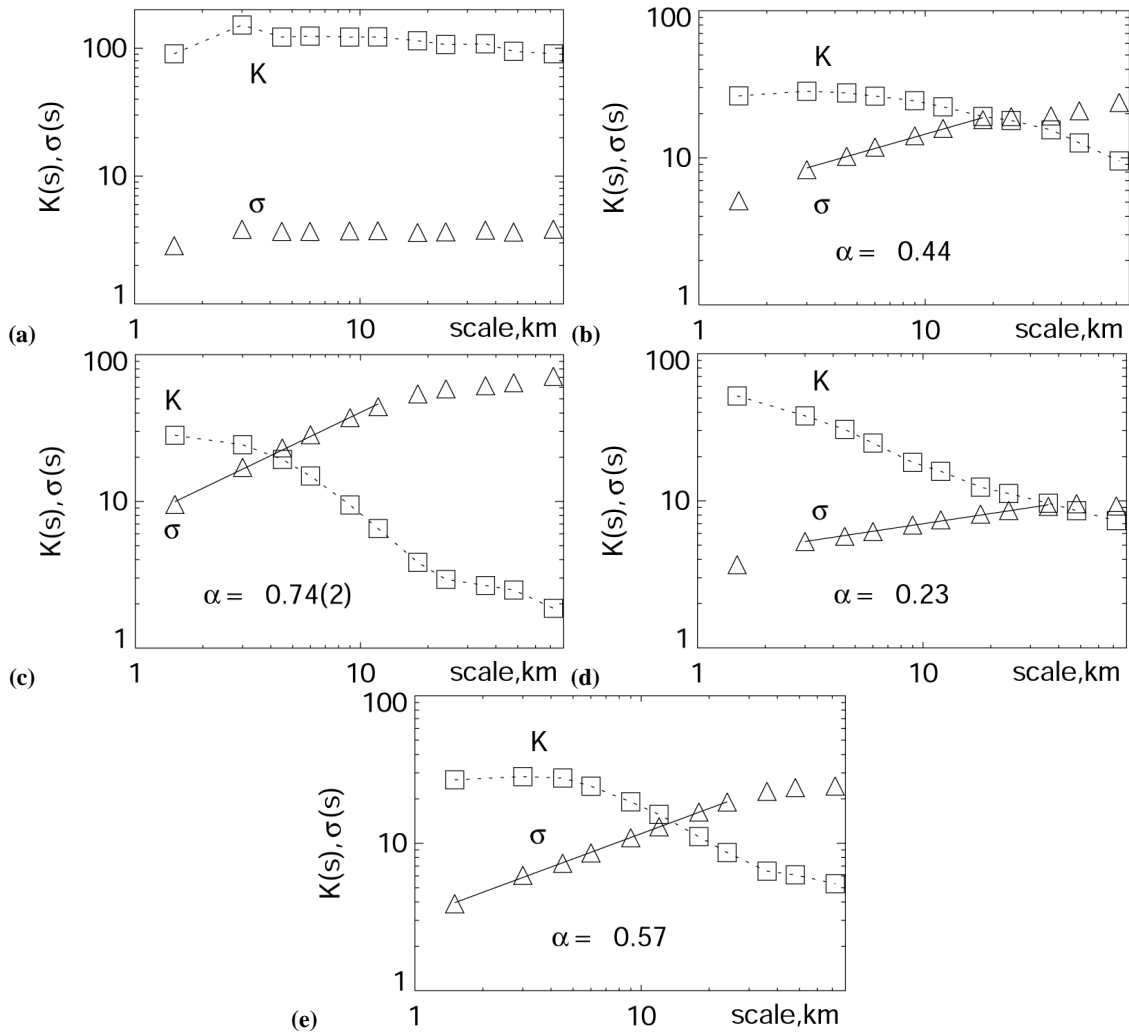 100
K
10
σ
1
K(s), σ(s)
1
10
scale,km
(a)
100
K
10
σ
α = 0.44
1
K(s), σ(s)
1
10
scale,km
(b)
100
K
10
σ
α = 0.74(2)
1
K(s), σ(s)
1
10
scale,km
(c)
100
K
10
σ
α = 0.23
1
K(s), σ(s)
1
10
scale,km
(d)
100
K
σ
10
α = 0.57
1
K(s), σ(s)
1
10
scale,km
(e)